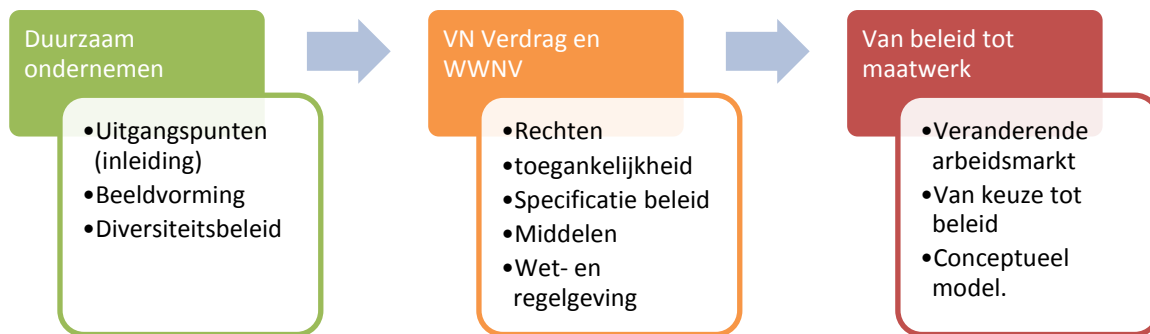 Duurzaam
ondernemen
•Uitgangspunten
(inleiding)
•Beeldvorming
•Diversiteitsbeleid
VN Verdrag en
WWNV
•Rechten
•toegankelijkheid
•Specificatie beleid
•Middelen
•Wet- en
regelgeving
Van beleid tot
maatwerk
•Veranderende
arbeidsmarkt
•Van keuze tot
beleid
•Conceptueel
model.